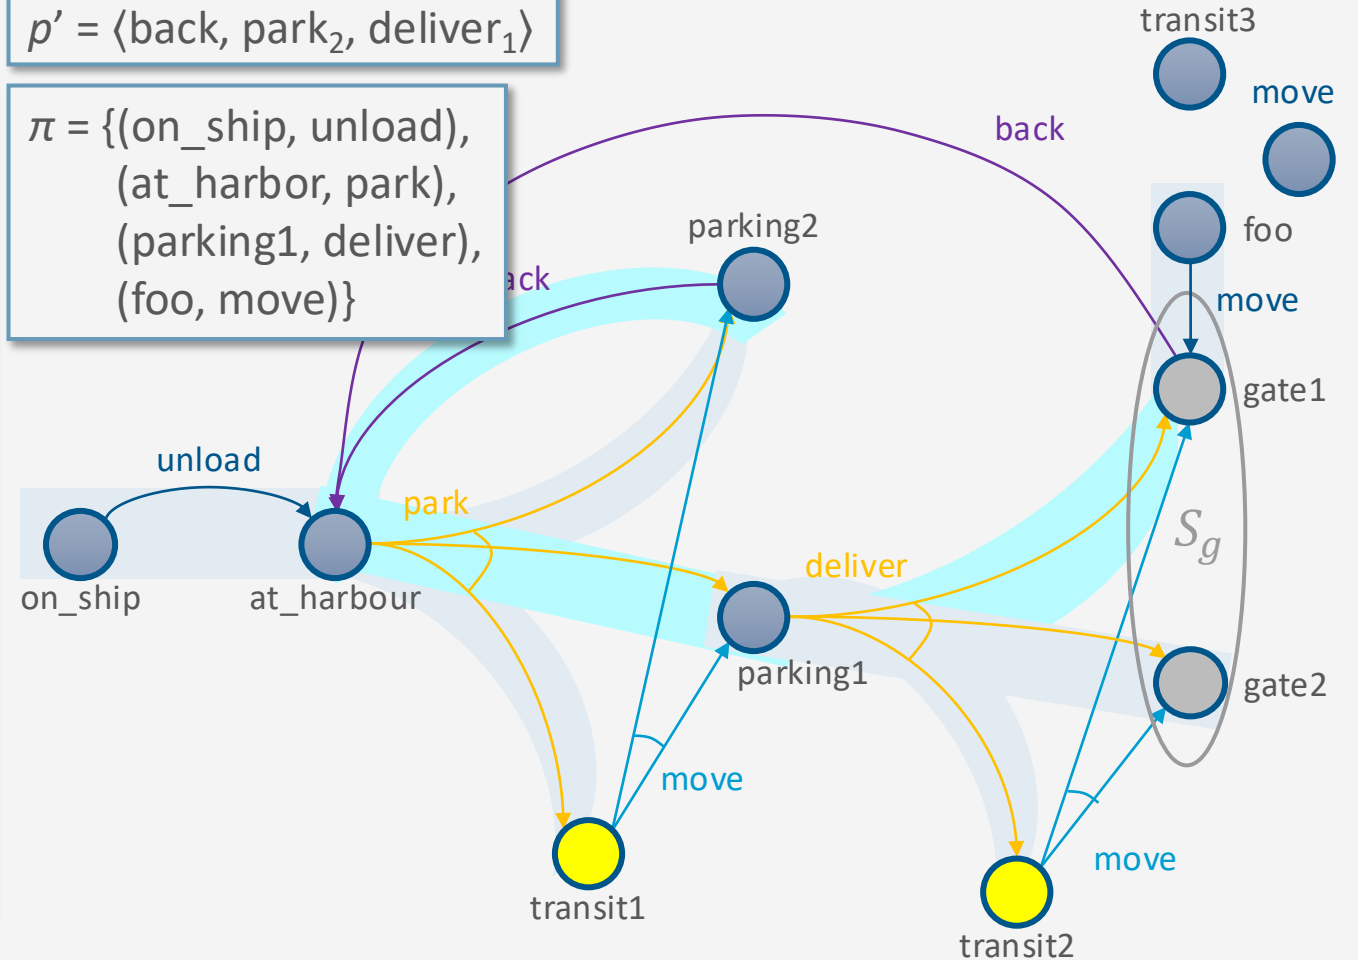 p’ = ⟨back, park₂, deliver₁⟩
π = {(on_ship, unload),
(at_harbor, park),
(parking1, deliver),
(foo, move)}
transit3
move
back
foo
parking2
move
gate1
unload
park
deliver
S_g
on_ship
at_harbour
parking1
gate2
move
move
transit1
transit2